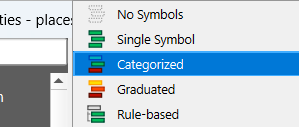 No Symbols
ties - places
Single Symbol
Categorized
Graduated
Rule-based